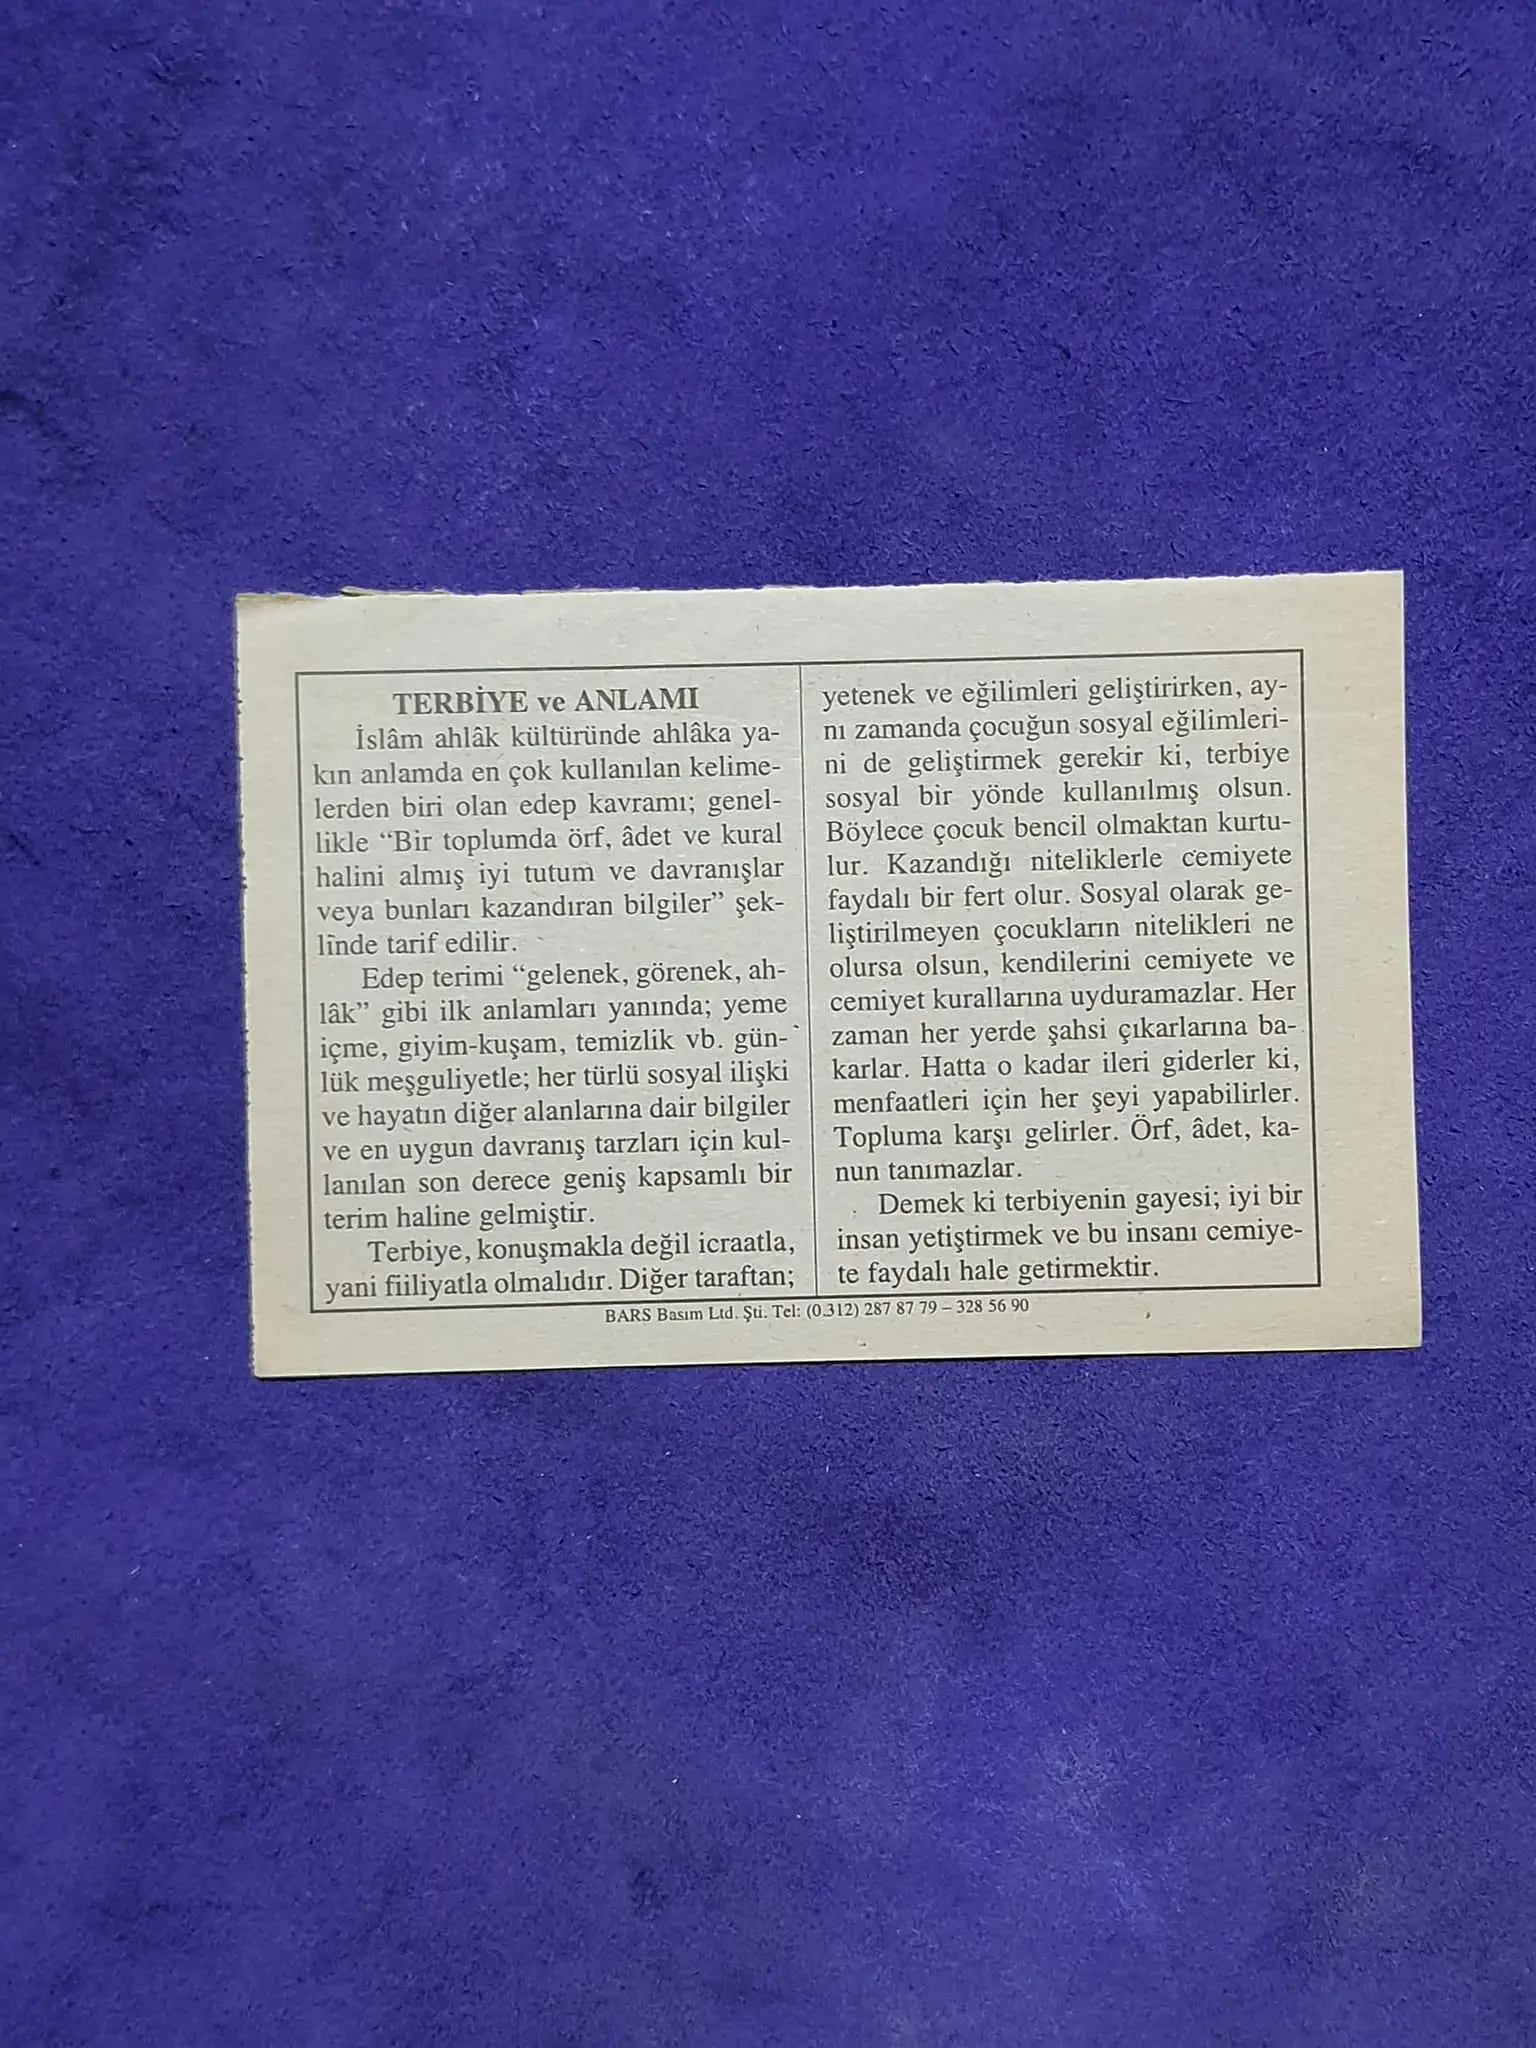 TERBİYE ve ANLAMI
İslâm ahlâk kültüründe ahlâka ya-
kın anlamda en çok kullanılan kelime-
lerden biri olan edep kavramı; genel-
likle “Bir toplumda örf, âdet ve kural
halini almış iyi tutum ve davranışlar
veya bunları kazandıran bilgiler” şek-
linde tarif edilir.
Edep terimi “gelenek, görenek, ah-
lâk” gibi ilk anlamları yanında; yeme
içme, giyim-kuşam, temizlik vb. gün-
lük meşguliyetle; her türlü sosyal ilişki
ve hayatın diğer alanlarına dair bilgiler
ve en uygun davranış tarzları için kul-
lanılan son derece geniş kapsamlı bir
terim haline gelmiştir.
Terbiye, konuşmakla değil icraatla,
yani fiiliyatla olmalıdır. Diğer taraftan;
yetenek ve eğilimleri geliştirirken, ay-
nı zamanda çocuğun sosyal eğilimleri-
ni de geliştirmek gerekir ki, terbiye
sosyal bir yönde kullanılmış olsun.
Böylece çocuk bencil olmaktan kurtu-
lur. Kazandığı niteliklerle cemiyete
faydalı bir fert olur. Sosyal olarak ge-
liştirilmeyen çocukların nitelikleri ne
olursa olsun, kendilerini cemiyete ve
cemiyet kurallarına uyduramazlar. Her
zaman her yerde şahsi çıkarlarına ba-
karlar. Hatta o kadar ileri giderler ki,
menfaatleri için her şeyi yapabilirler.
Topluma karşı gelirler. Örf, âdet, ka-
nun tanımazlar.
Demek ki terbiyenin gayesi; iyi bir
insan yetiştirmek ve bu insanı cemiye-
te faydalı hale getirmektir.
BARS Basım Ltd. Şti. Tel: (0.312) 287 87 79 – 328 56 90